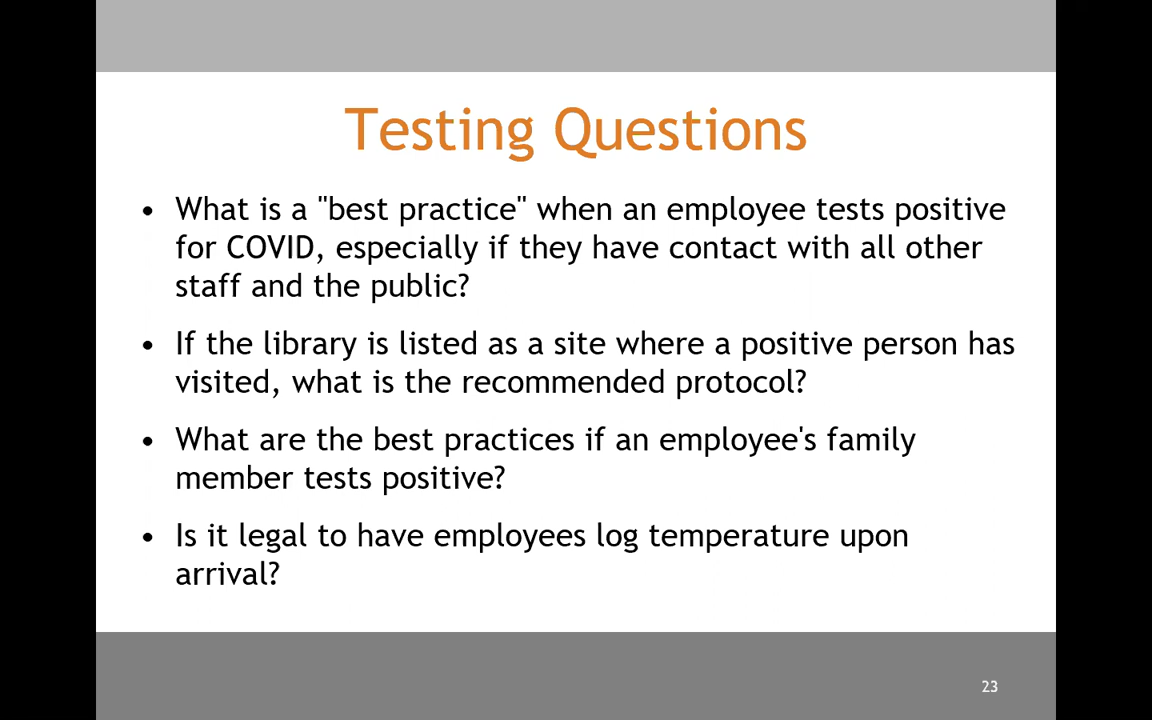 Testing Questions
• What is a "best practice" when an employee tests positive
for COVID, especially if they have contact with all other
staff and the public?
• If the library is listed as a site where a positive person has
visited, what is the recommended protocol?
• What are the best practices if an employee's family
member tests positive?
• Is it legal to have employees log temperature upon
arrival?
23